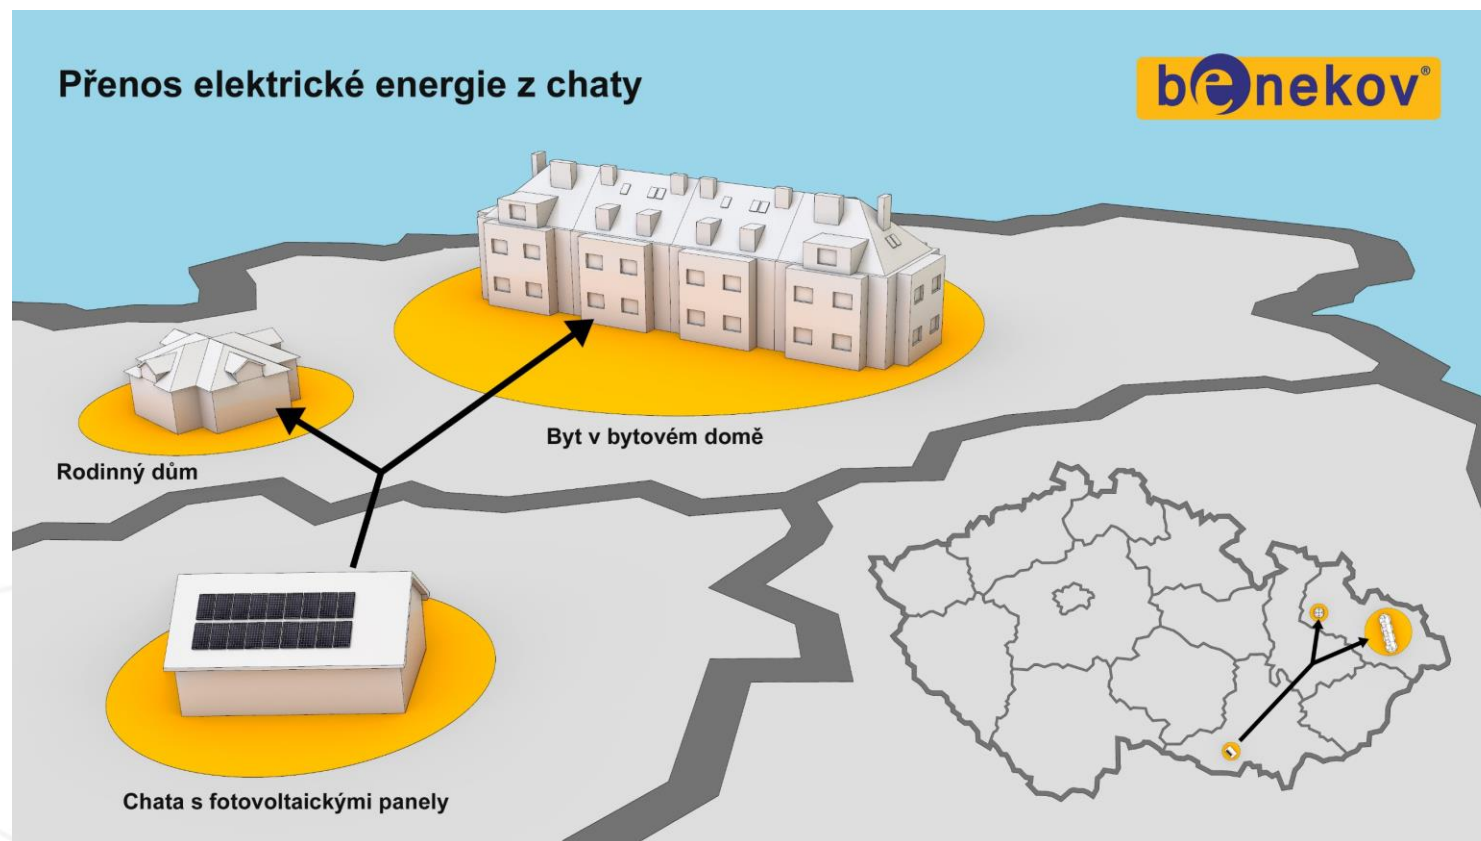 Přenos elektrické energie z chaty
benekov®
Byt v bytovém domě
Rodinný dům
Chata s fotovoltaickými panely